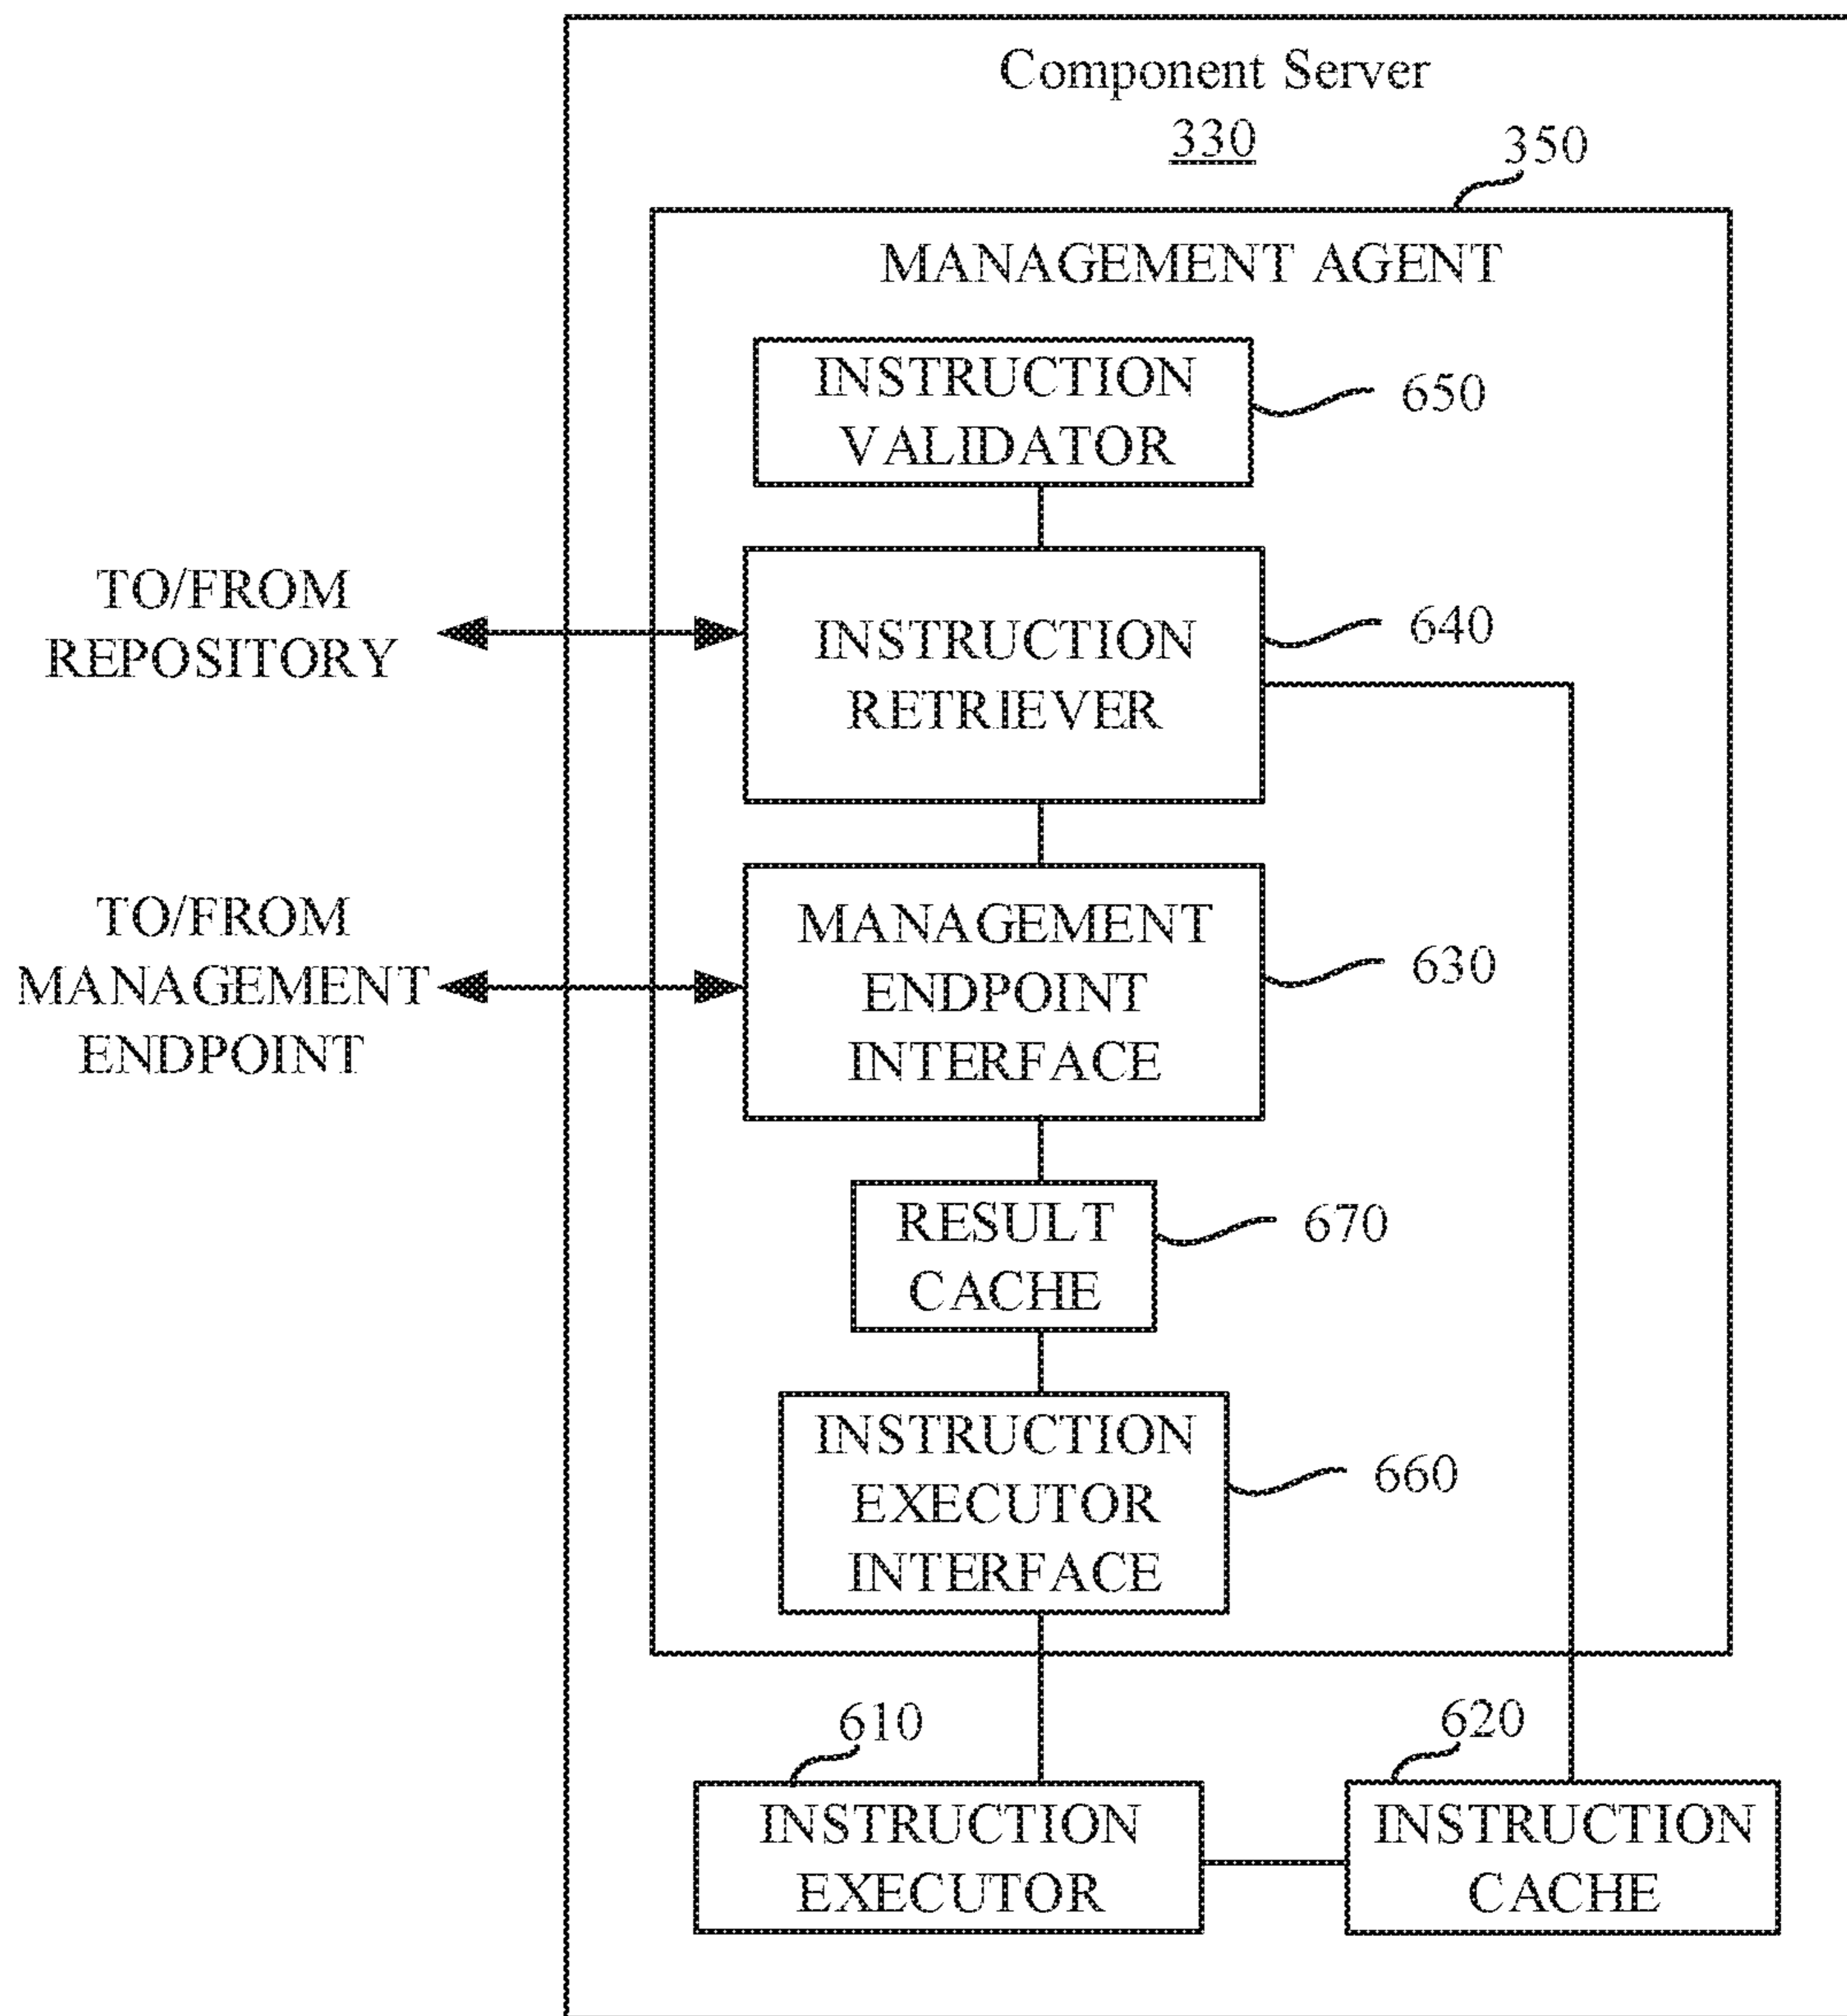 Component Server
330
350
MANAGEMENT AGENT
INSTRUCTION
VALIDATOR
650
TO/FROM
REPOSITORY
INSTRUCTION
RETRIEVER
640
TO/FROM
MANAGEMENT
ENDPOINT
MANAGEMENT
ENDPOINT
INTERFACE
630
RESULT
CACHE
670
INSTRUCTION
EXECUTOR
INTERFACE
660
610
620
INSTRUCTION
EXECUTOR
INSTRUCTION
CACHE